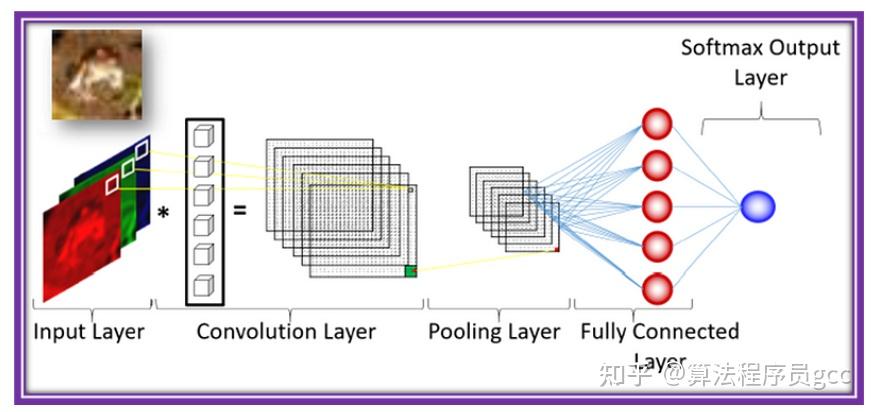 Softmax Output
Layer
*
=
Input Layer
Convolution Layer
Pooling Layer
Fully Connected
Layer
知乎 @算法程序员gcc